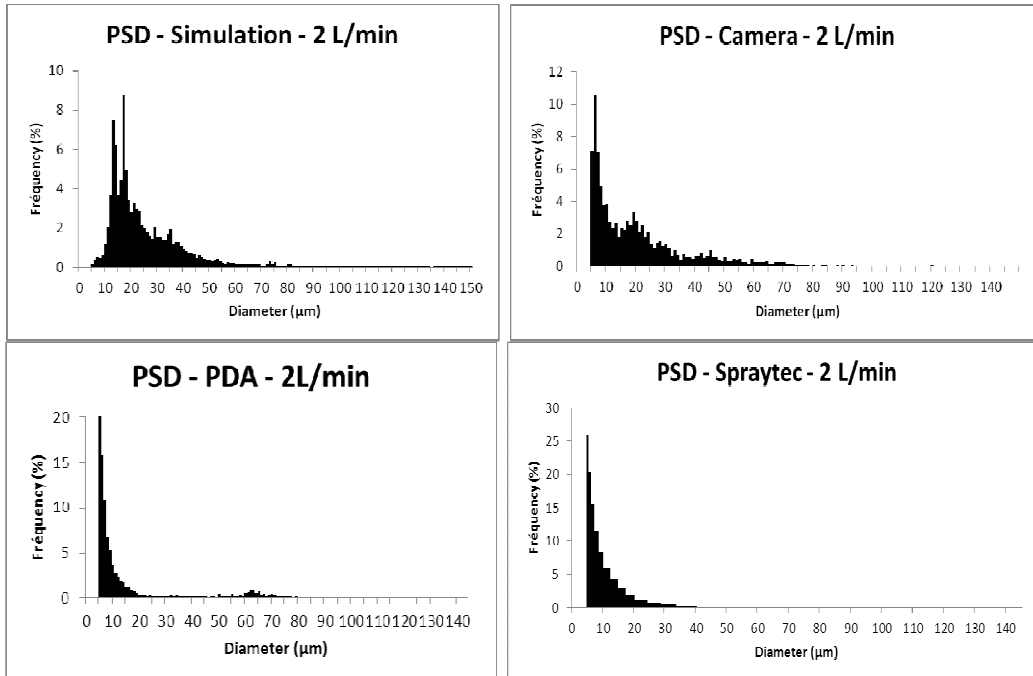 PSD - Simulation - 2 L/min
10
8
6
4
2
0
Fréquency (%)
0 10 20 30 40 50 60 70 80 90 100 110 120 130 140 150
Diameter (µm)
PSD - Camera - 2 L/min
12
10
8
6
4
2
0
Fréquency (%)
0 10 20 30 40 50 60 70 80 90 100 110 120 130 140
Diameter (µm)
PSD - PDA - 2L/min
20
15
10
5
0
Fréquency (%)
0 10 20 30 40 50 60 70 80 90 100 110 120 130 140
Diameter (µm)
PSD - Spraytec - 2 L/min
30
25
20
15
10
5
0
Fréquency (%)
0 10 20 30 40 50 60 70 80 90 100 110 120 130 140
Diameter (µm)